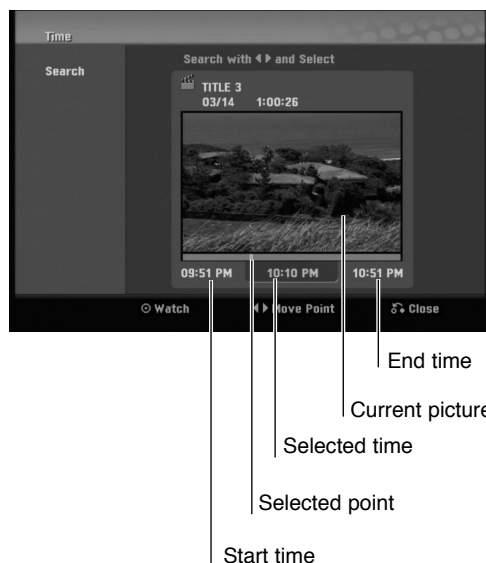 Time
Search
Search with ◀ ▶ and Select
TITLE 3
03/14 1:00:26
09:51 PM 10:10 PM 10:51 PM
⊙ Watch ◀ ▶ Move Point Close
End time
Current picture
Selected time
Selected point
Start time